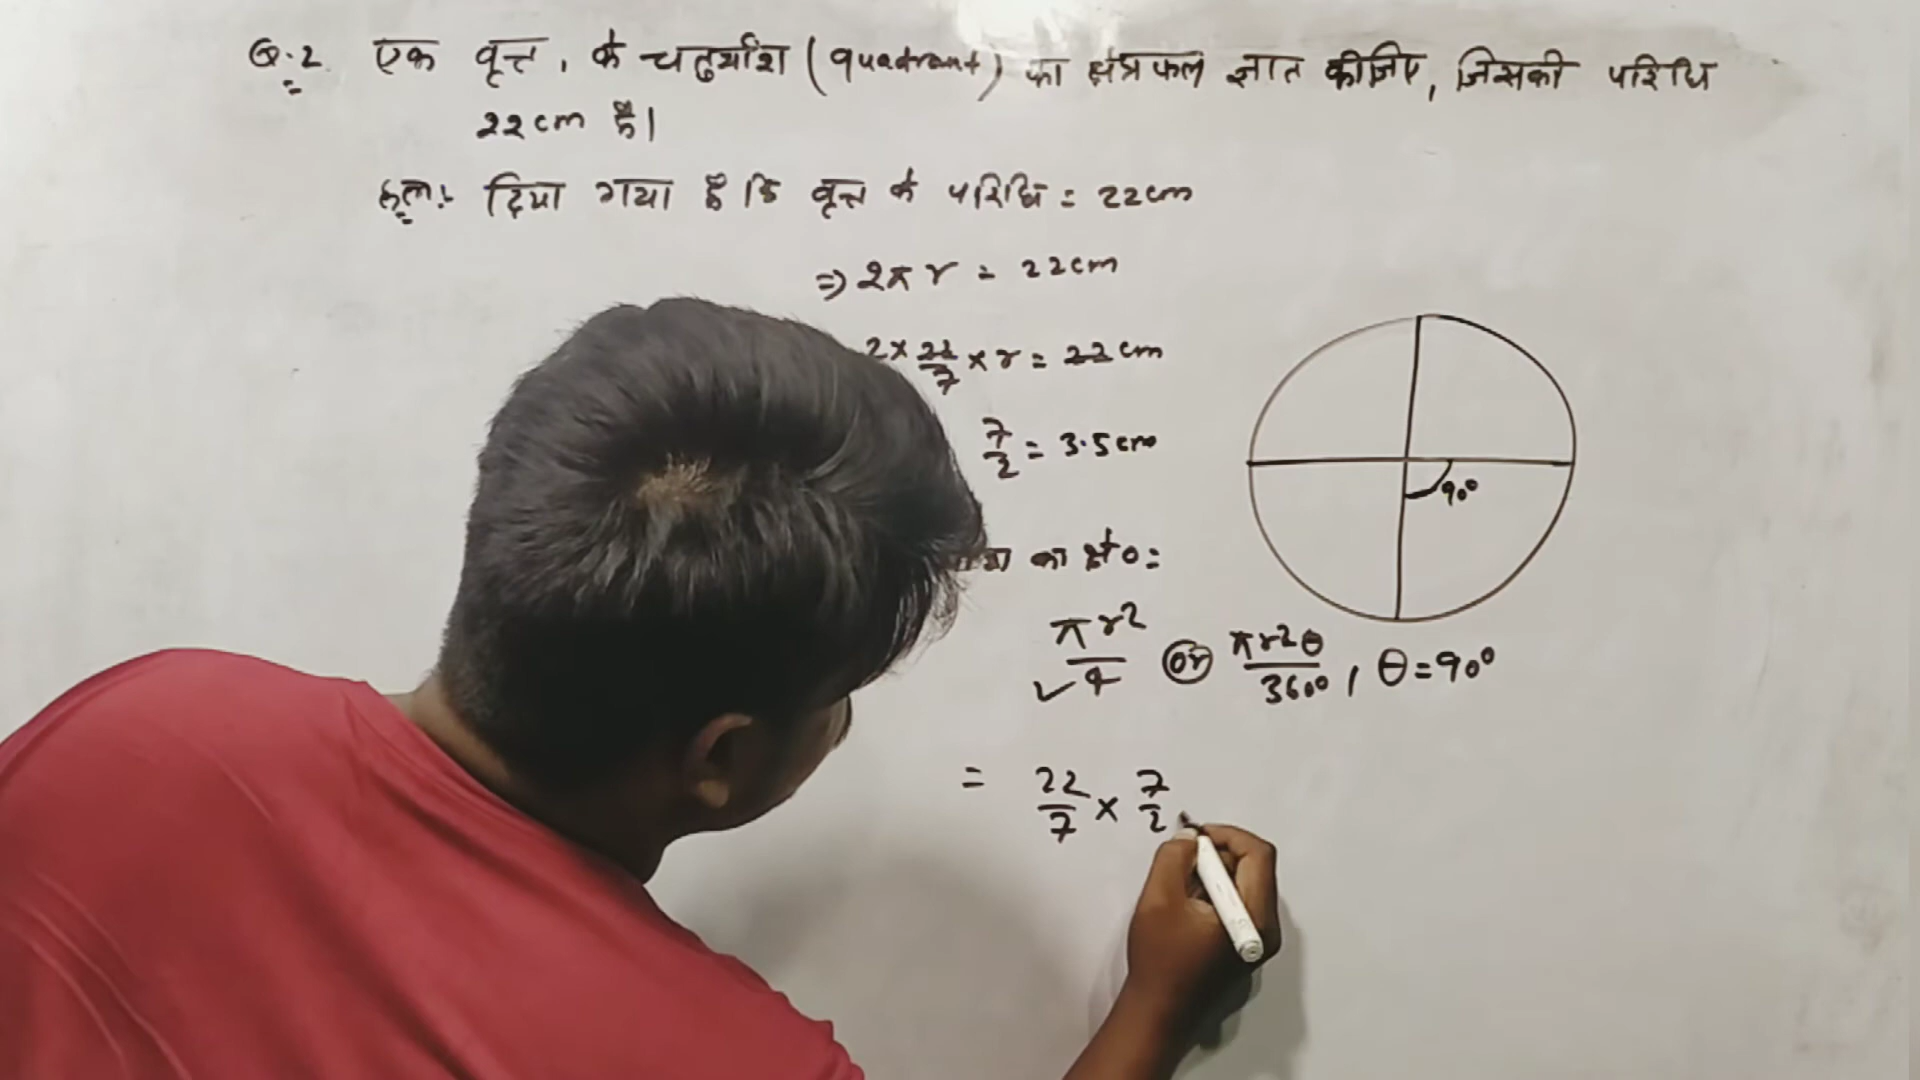 Q.2. एक वृत्त, के चतुर्थांश (quadrant) का क्षेत्रफल ज्ञात कीजिए, जिसकी परिधि
22cm है।
हल: दिया गया है कि वृत्त के परिधि = 22cm
=> 2πr = 22cm
2 × 22/7 × r = 22cm
7/2 = 3.5cm
का क्षे० =
πr²/4 or πr²θ/360°, θ = 90°
= 22/7 × 7/2
90°